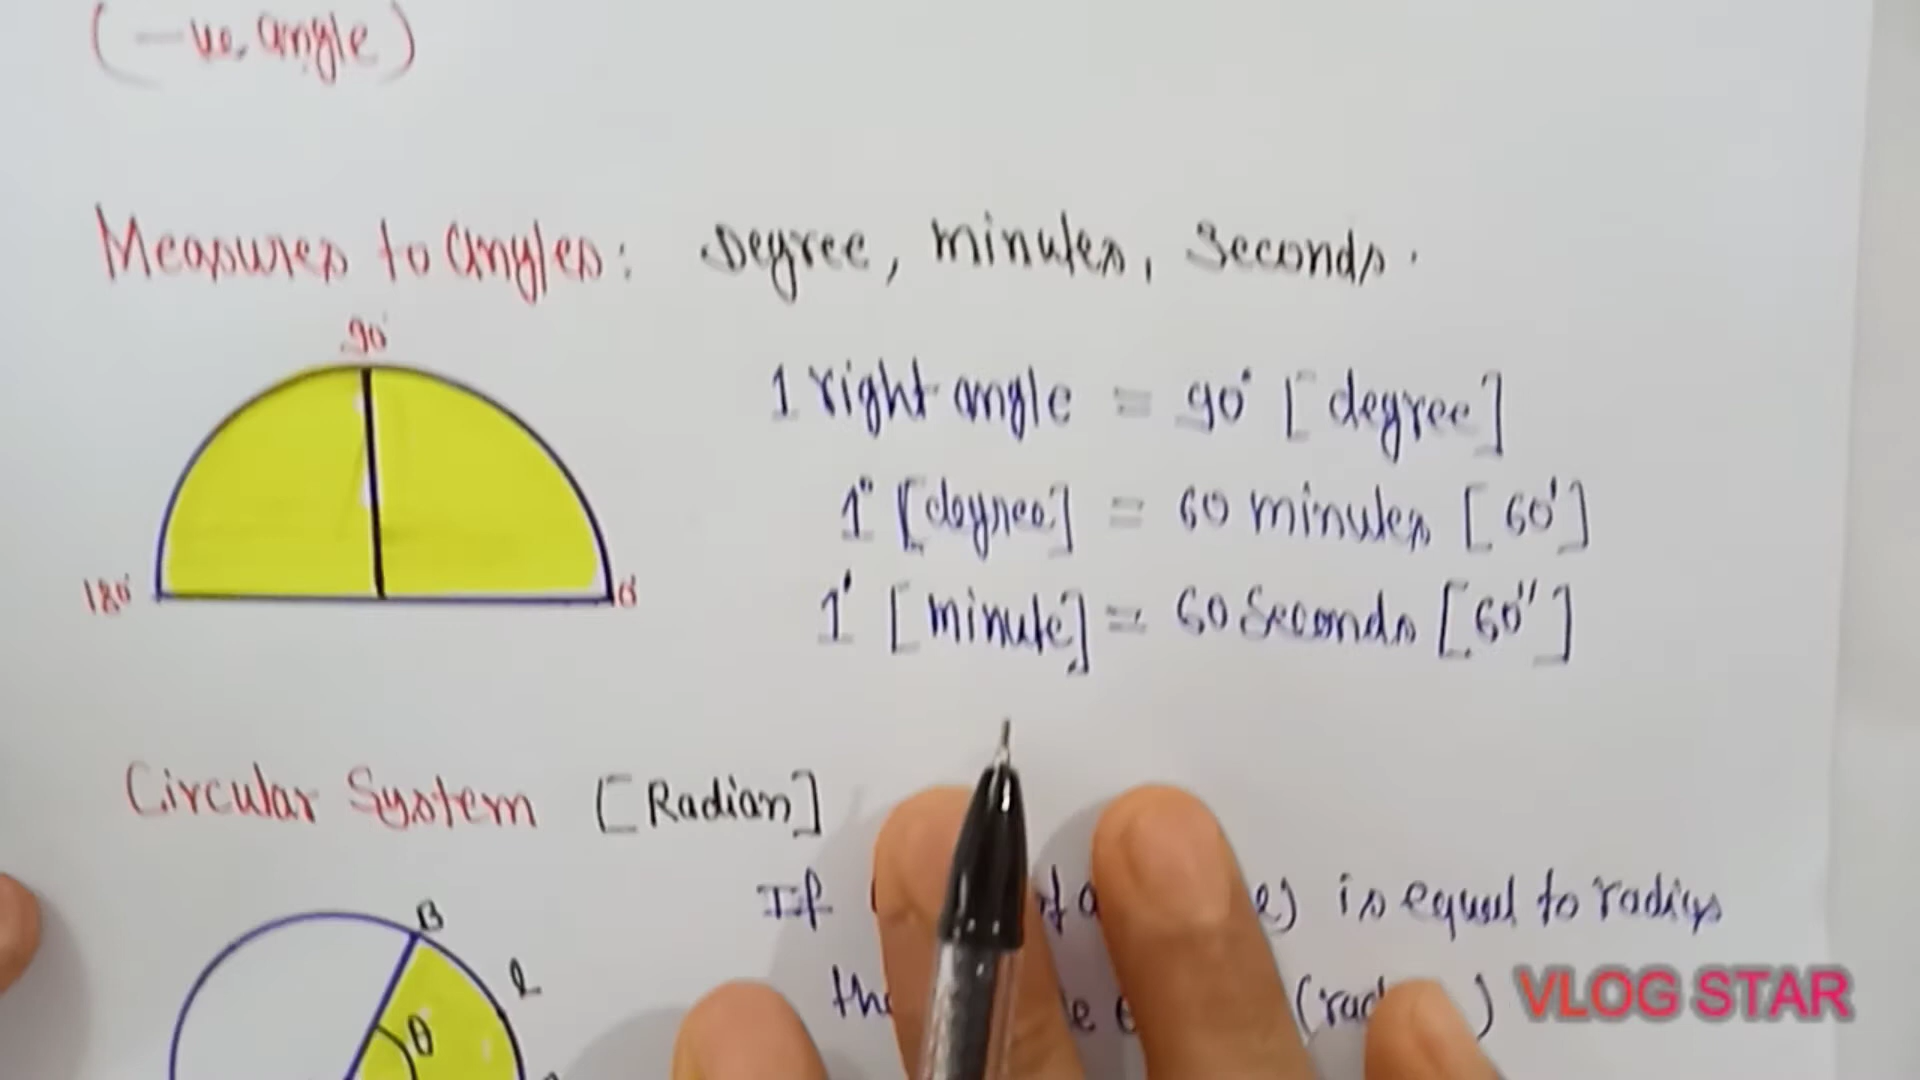 (-ve angle)
Measures to angles: Degree, minutes, Seconds.
90°
1 right angle = 90° [degree]
1° [degree] = 60 minutes [60']
180° 0°
1' [minute] = 60 Seconds [60"]
Circular System [Radian]
If is equal to radius
B
l
θ
VLOG STAR